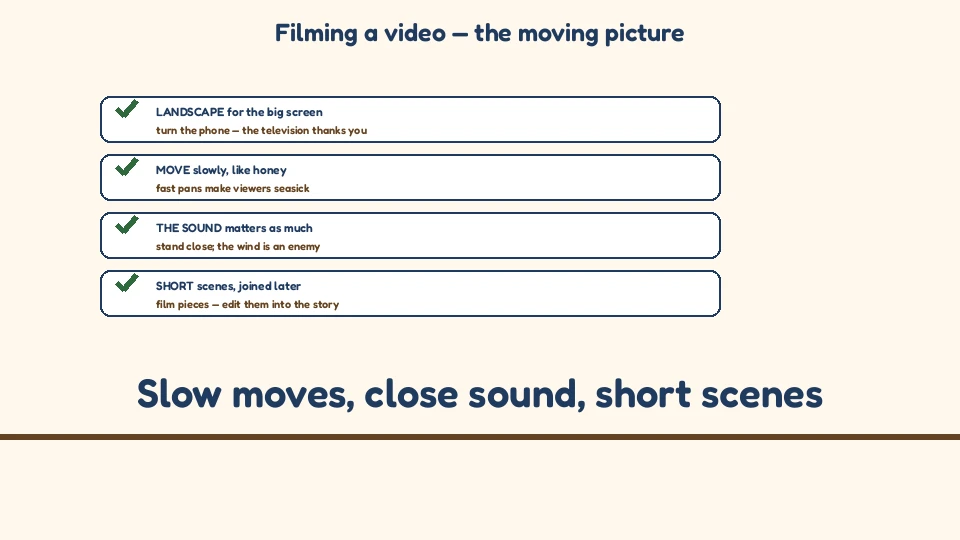 Filming a video — the moving picture
LANDSCAPE for the big screen
turn the phone — the television thanks you
MOVE slowly, like honey
fast pans make viewers seasick
THE SOUND matters as much
stand close; the wind is an enemy
SHORT scenes, joined later
film pieces — edit them into the story
Slow moves, close sound, short scenes